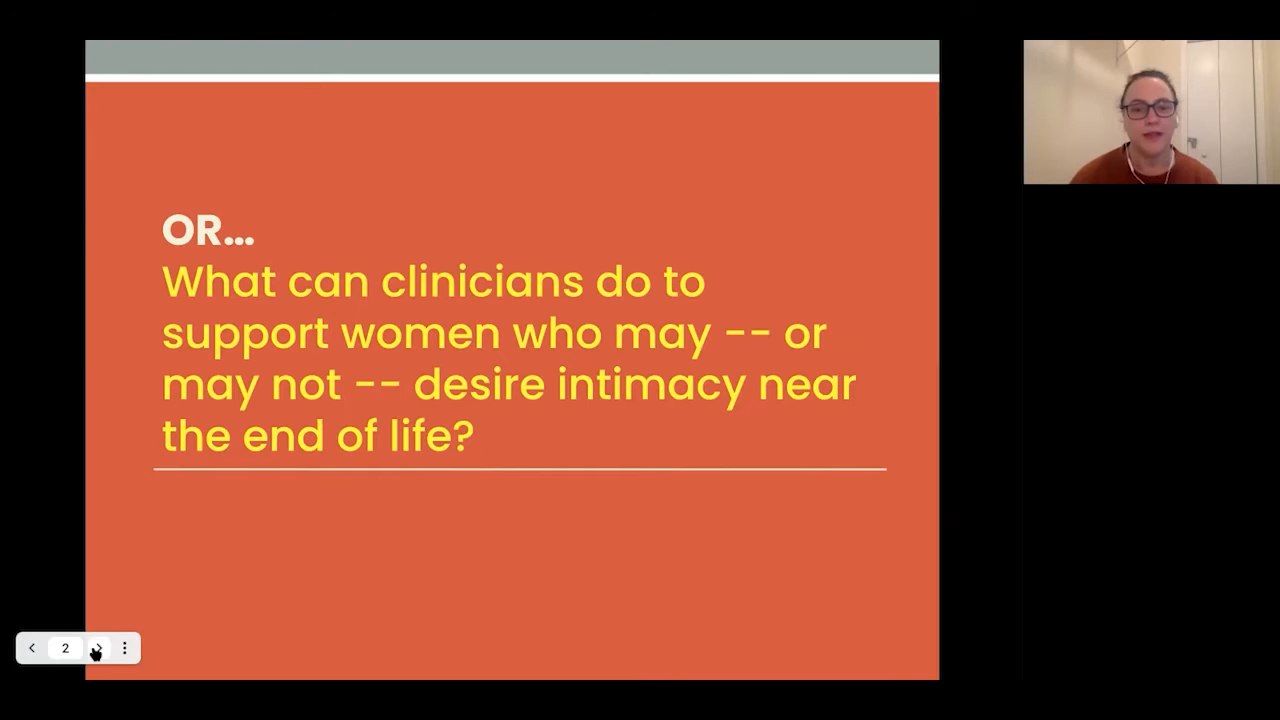 OR...
What can clinicians do to
support women who may -- or
may not -- desire intimacy near
the end of life?
2